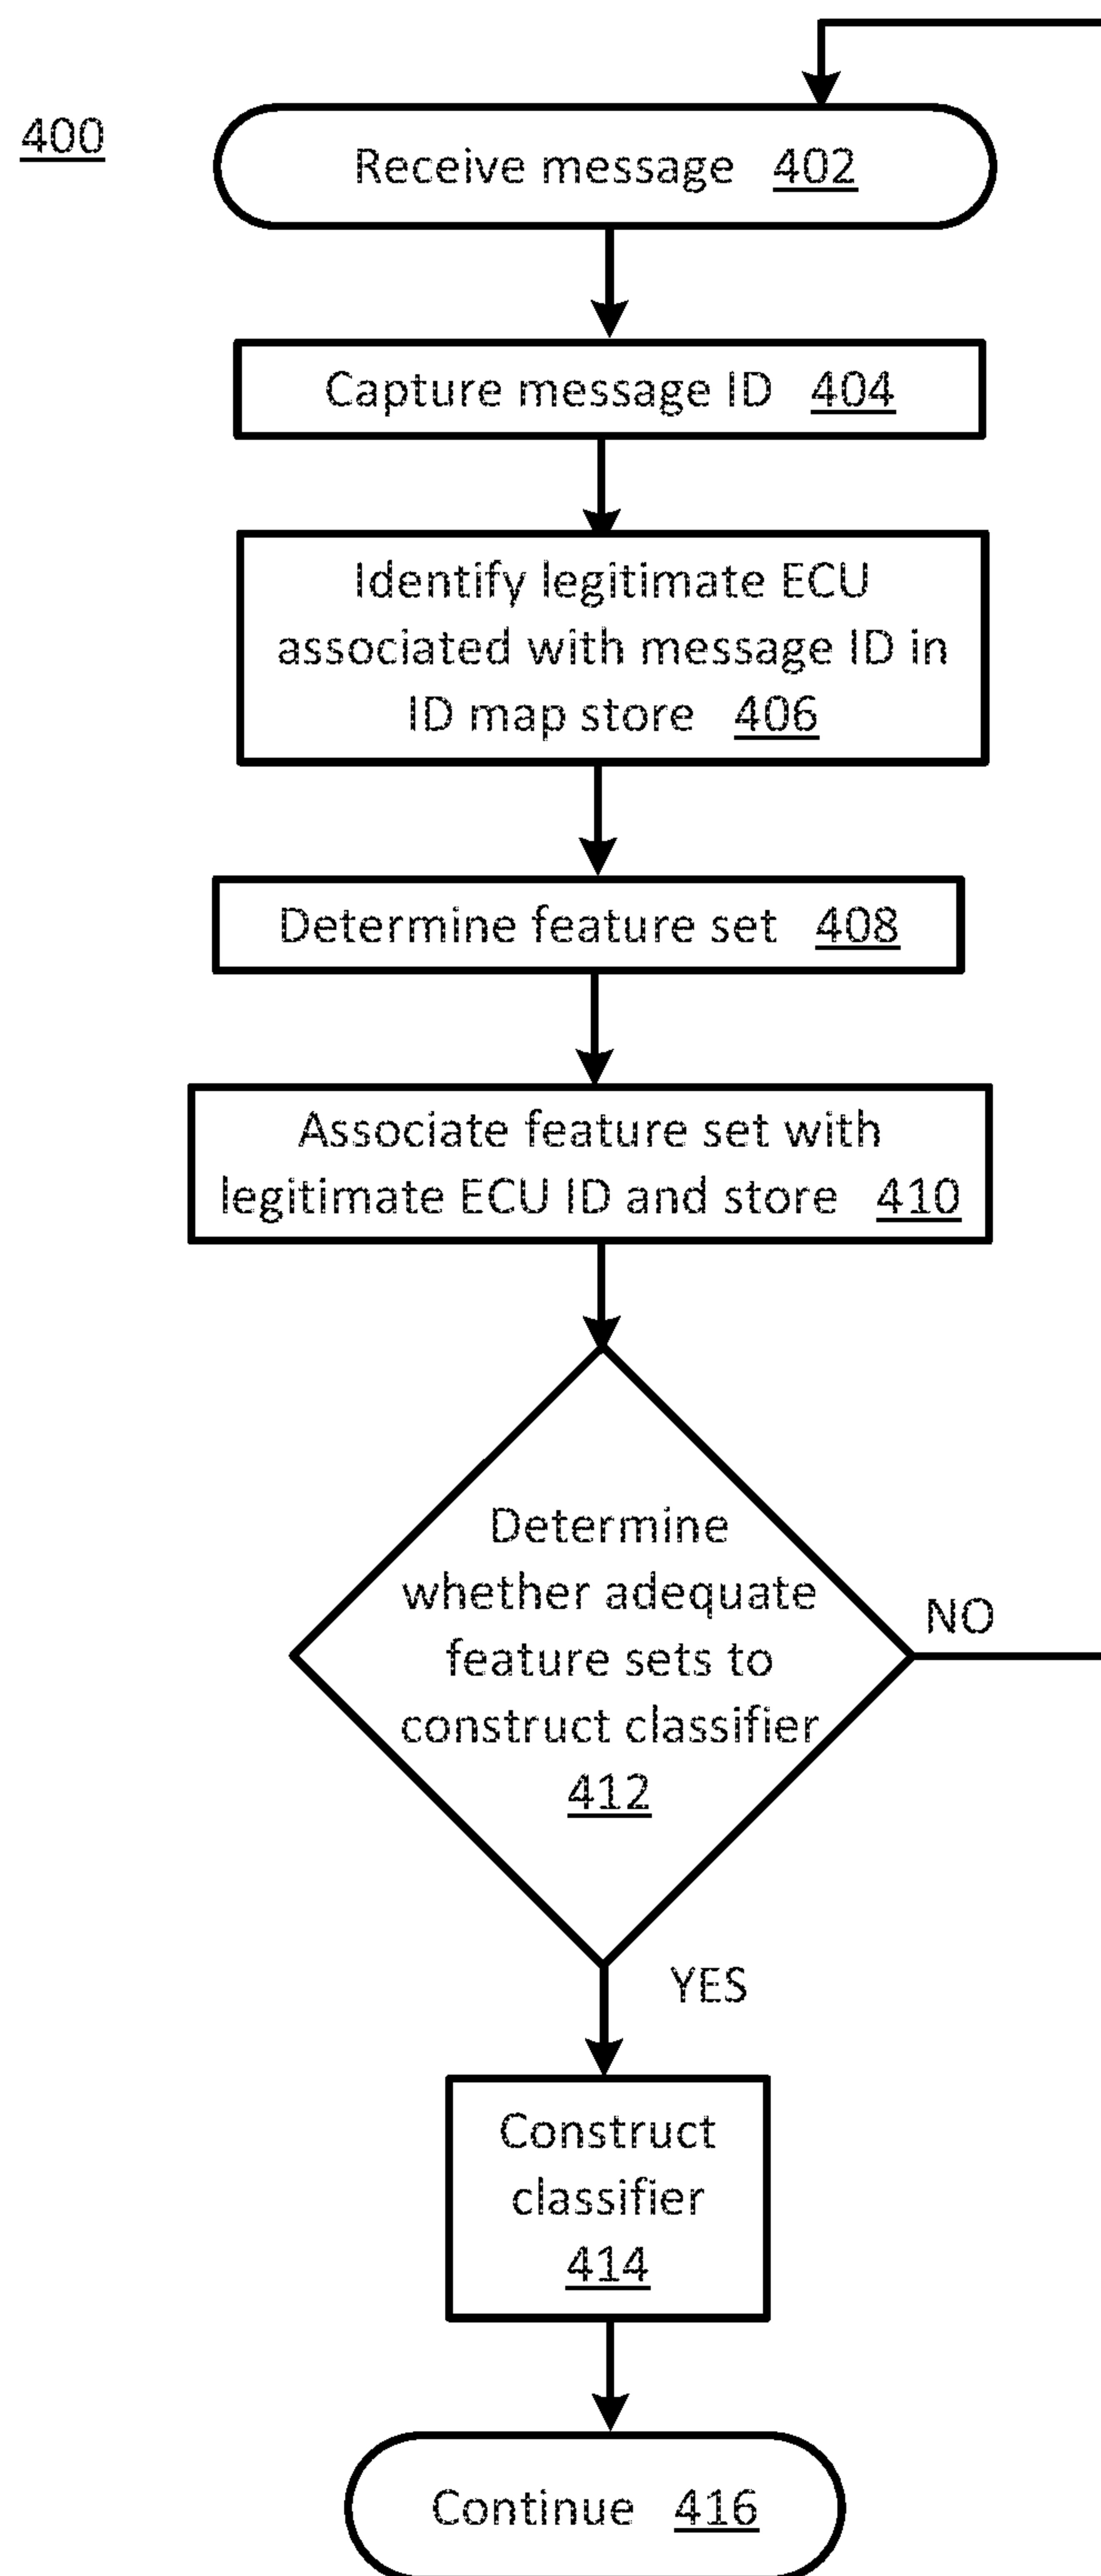 400
Receive message 402
Capture message ID 404
Identify legitimate ECU
associated with message ID in
ID map store 406
Determine feature set 408
Associate feature set with
legitimate ECU ID and store 410
Determine
whether adequate
feature sets to
construct classifier
412
NO
YES
Construct
classifier
414
Continue 416